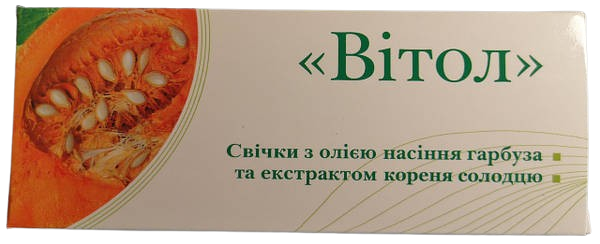 «Вітол»
Свічки з олією насіння гарбуза
та екстрактом кореня солодцю